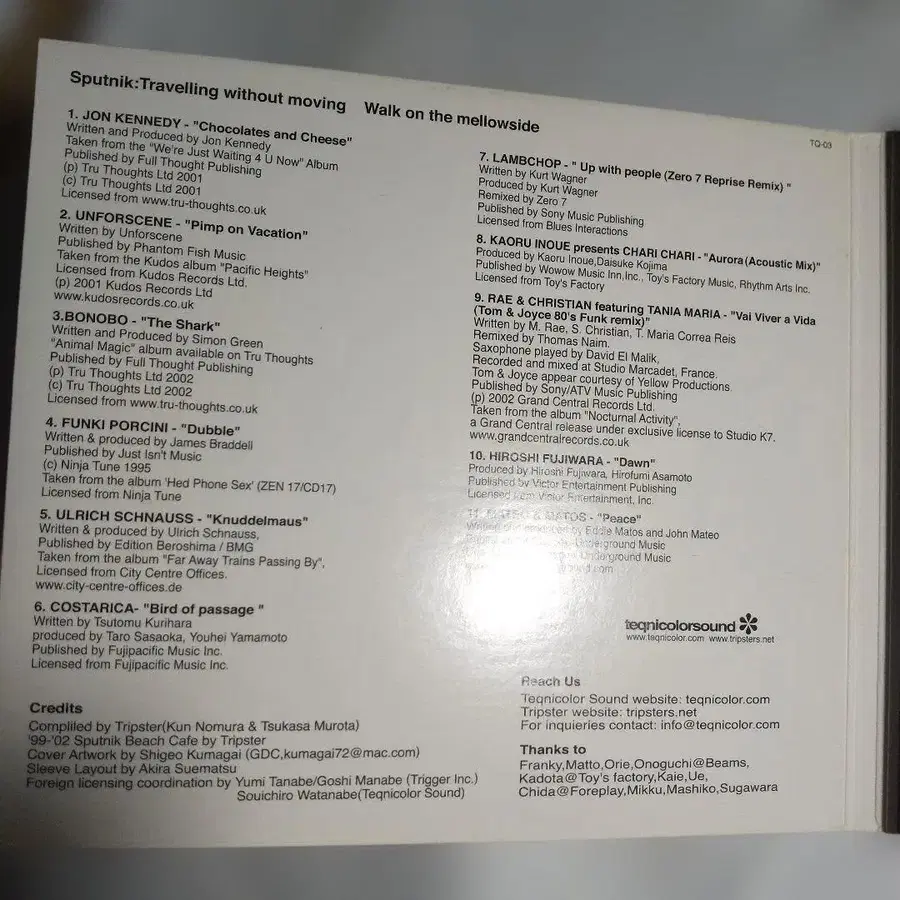 Sputnik:Travelling without moving    Walk on the mellowside
TQ-03
1. JON KENNEDY - "Chocolates and Cheese"
Written and Produced by Jon Kennedy
Taken from the "We're Just Waiting 4 U Now" Album
Published by Full Thought Publishing
(p) Tru Thoughts Ltd 2001
(c) Tru Thoughts Ltd 2001
Licensed from www.tru-thoughts.co.uk
2. UNFORSCENE - "Pimp on Vacation"
Written by Unforscene
Published by Phantom Fish Music
Taken from the Kudos album "Pacific Heights"
Licensed from Kudos Records Ltd.
(p) 2001 Kudos Records Ltd
www.kudosrecords.co.uk
3.BONOBO - "The Shark"
Written and Produced by Simon Green
"Animal Magic" album available on Tru Thoughts
Published by Full Thought Publishing
(p) Tru Thoughts Ltd 2002
(c) Tru Thoughts Ltd 2002
Licensed from www.tru-thoughts.co.uk
4. FUNKI PORCINI - "Dubble"
Written & produced by James Braddell
Published by Just Isn't Music
(c) Ninja Tune 1995
Taken from the album 'Hed Phone Sex' (ZEN 17/CD17)
Licensed from Ninja Tune
5. ULRICH SCHNAUSS - "Knuddelmaus"
Written & produced by Ulrich Schnauss,
Published by Edition Beroshima / BMG
Taken from the album "Far Away Trains Passing By",
Licensed from City Centre Offices.
www.city-centre-offices.de
6. COSTARICA- "Bird of passage "
Written by Tsutomu Kurihara
produced by Taro Sasaoka, Youhei Yamamoto
Published by Fujipacific Music Inc.
Licensed from Fujipacific Music Inc.
7. LAMBCHOP - " Up with people (Zero 7 Reprise Remix) "
Written by Kurt Wagner
Produced by Kurt Wagner
Remixed by Zero 7
Published by Sony Music Publishing
Licensed from Blues Interactions
8. KAORU INOUE presents CHARI CHARI - "Aurora (Acoustic Mix)"
Produced by Kaoru Inoue,Daisuke Kojima
Published by Wowow Music Inn,Inc., Toy's Factory Music, Rhythm Arts Inc.
Licensed from Toy's Factory
9. RAE & CHRISTIAN featuring TANIA MARIA - "Vai Viver a Vida
(Tom & Joyce 80's Funk remix)"
Written by M. Rae, S. Christian, T. Maria Correa Reis
Remixed by Thomas Naim.
Saxophone played by David El Malik,
Recorded and mixed at Studio Marcadet, France.
Tom & Joyce appear courtesy of Yellow Productions.
Published by Sony/ATV Music Publishing
(p) 2002 Grand Central Records Ltd.
Taken from the album "Nocturnal Activity",
a Grand Central release under exclusive license to Studio K7.
www.grandcentralrecords.co.uk
10. HIROSHI FUJIWARA - "Dawn"
Produced by Hiroshi Fujiwara, Hirofumi Asamoto
Published by Victor Entertainment Publishing
Licensed from Victor Entertainment, Inc.
11. & MATOS - "Peace"
by Eddie Matos and John Mateo
Underground Music
Underground Music
teqnicolorsound
www.teqnicolor.com www.tripsters.net
Credits
Complied by Tripster(Kun Nomura & Tsukasa Murota)
'99-'02 Sputnik Beach Cafe by Tripster
Cover Artwork by Shigeo Kumagai (GDC,kumagai72@mac.com)
Sleeve Layout by Akira Suematsu
Foreign licensing coordination by Yumi Tanabe/Goshi Manabe (Trigger Inc.)
Souichiro Watanabe(Teqnicolor Sound)
Reach Us
Teqnicolor Sound website: teqnicolor.com
Tripster website: tripsters.net
For inquieries contact: info@teqnicolor.com
Thanks to
Franky,Matto,Orie,Onoguchi@Beams,
Kadota@Toy's factory,Kaie,Ue,
Chida@Foreplay,Mikku,Mashiko,Sugawara